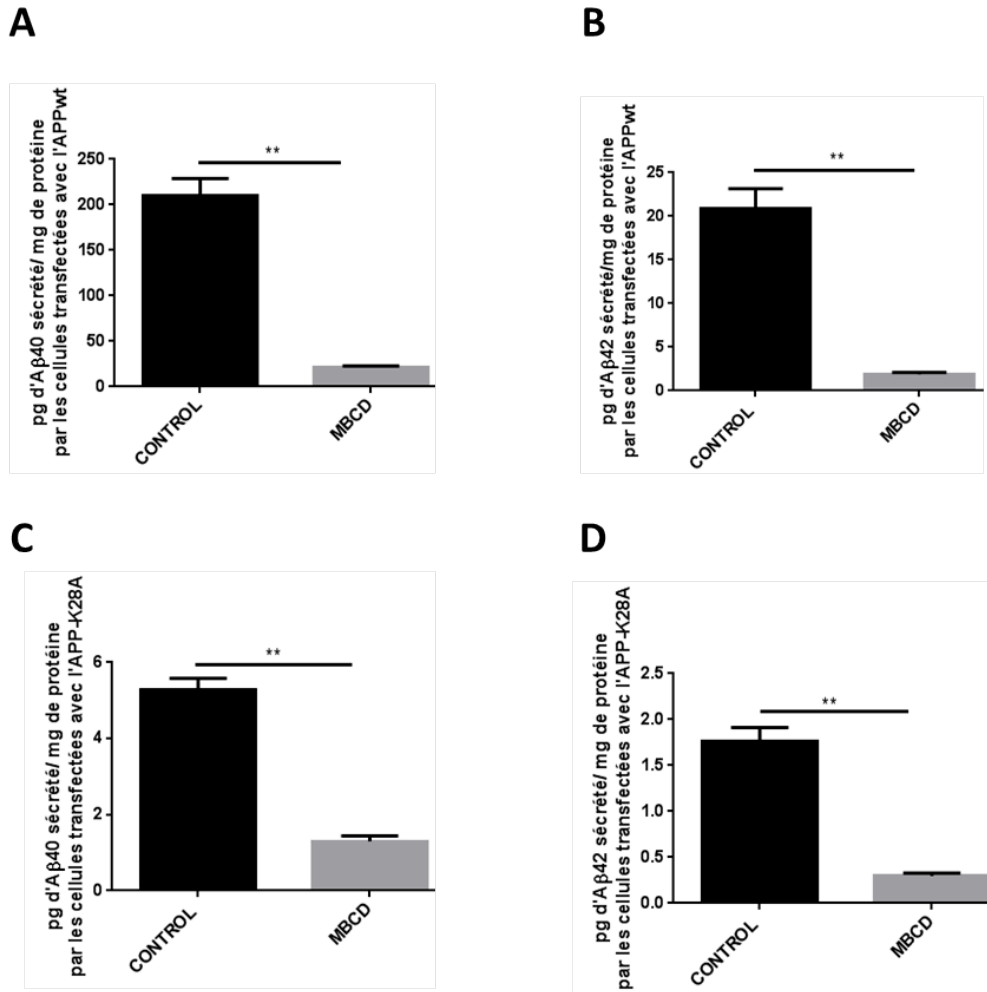 A
pg d'Aβ40 sécrété/ mg de protéine
par les cellules transfectées avec l'APPwt
250
200
150
100
50
0
**
CONTROL
MBCD
B
pg d'Aβ42 sécrété/mg de protéine
par les cellules transfectées avec l'APPwt
25
20
15
10
5
0
**
CONTROL
MBCD
C
pg d'Aβ40 sécrété/ mg de protéine
par les cellules transfectées avec l'APP-K28A
6
4
2
0
**
CONTROL
MBCD
D
pg d'Aβ42 sécrété/ mg de protéine
par les cellules transfectées avec l'APP-K28A
2.5
2.0
1.5
1.0
0.5
0.0
**
CONTROL
MBCD